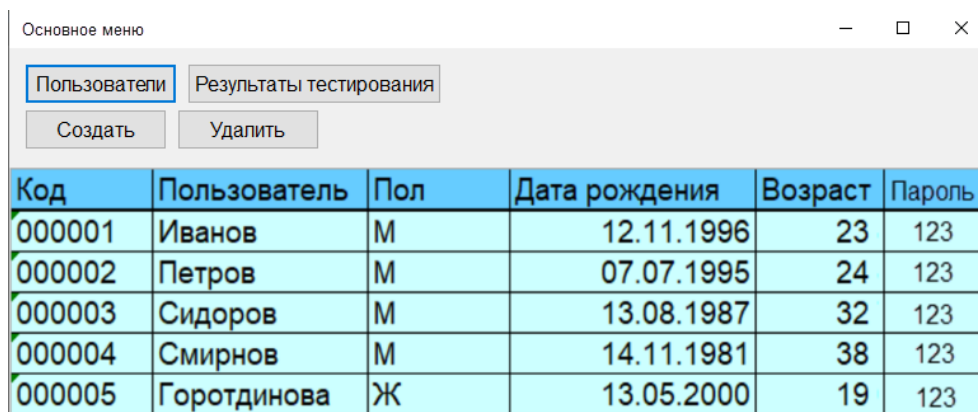 Основное меню
Пользователи Результаты тестирования
Создать Удалить
Код Пользователь Пол Дата рождения Возраст Пароль
000001 Иванов М 12.11.1996 23 123
000002 Петров М 07.07.1995 24 123
000003 Сидоров М 13.08.1987 32 123
000004 Смирнов М 14.11.1981 38 123
000005 Горотдинова Ж 13.05.2000 19 123